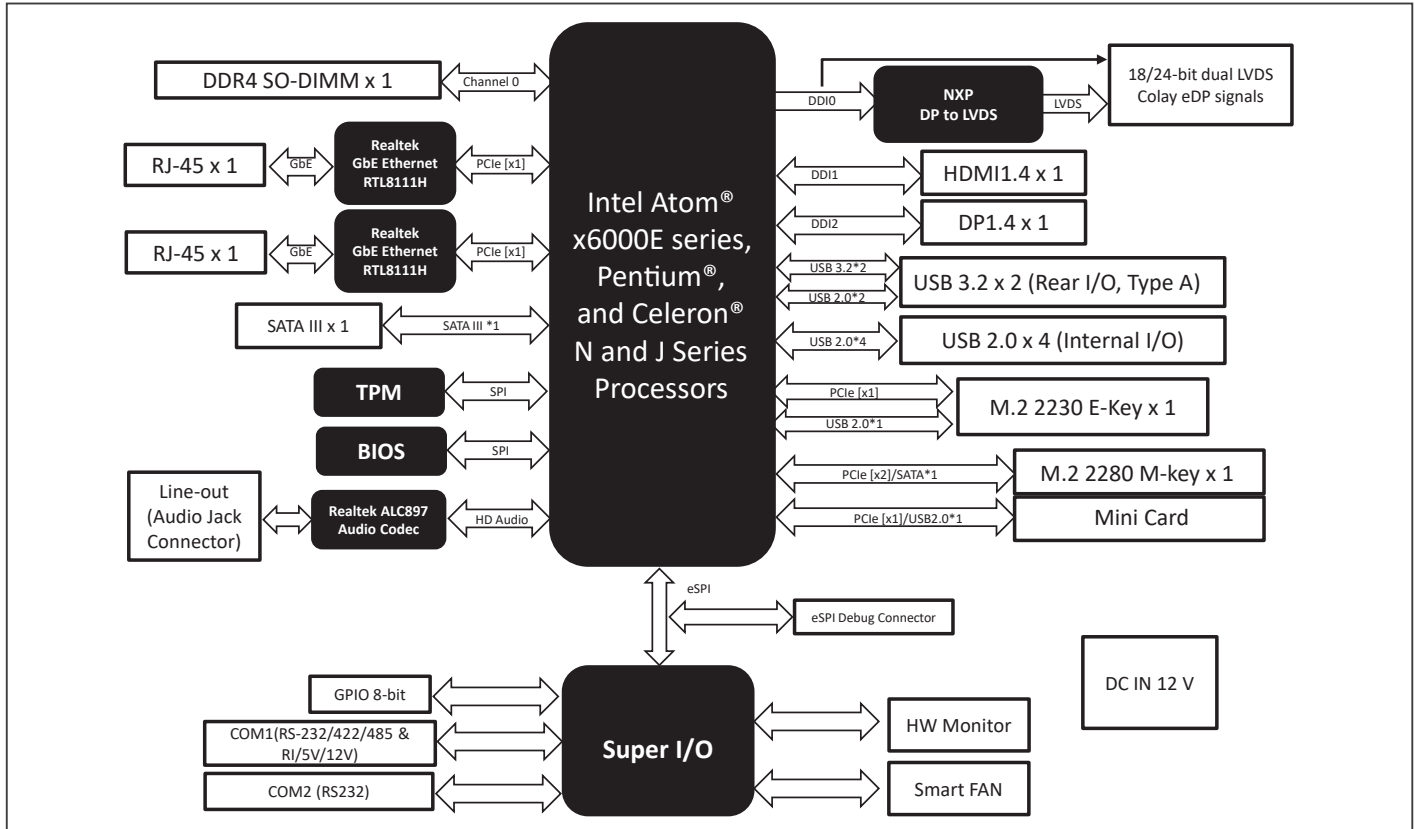 DDR4 SO-DIMM x 1
Channel 0
RJ-45 x 1
GbE
Realtek
GbE Ethernet
RTL8111H
PCIe [x1]
RJ-45 x 1
GbE
Realtek
GbE Ethernet
RTL8111H
PCIe [x1]
SATA III x 1
SATA III *1
TPM
SPI
BIOS
SPI
Line-out
(Audio Jack
Connector)
Realtek ALC897
Audio Codec
HD Audio
Intel Atom®
x6000E series,
Pentium®,
and Celeron®
N and J Series
Processors
DDI0
NXP
DP to LVDS
LVDS
18/24-bit dual LVDS
Colay eDP signals
DDI1
HDMI1.4 x 1
DDI2
DP1.4 x 1
USB 3.2*2
USB 2.0*2
USB 3.2 x 2 (Rear I/O, Type A)
USB 2.0*4
USB 2.0 x 4 (Internal I/O)
PCIe [x1]
USB 2.0*1
M.2 2230 E-Key x 1
PCIe [x2]/SATA*1
M.2 2280 M-key x 1
PCIe [x1]/USB2.0*1
Mini Card
eSPI
eSPI Debug Connector
GPIO 8-bit
COM1(RS-232/422/485 &
RI/5V/12V)
COM2 (RS232)
Super I/O
HW Monitor
Smart FAN
DC IN 12 V